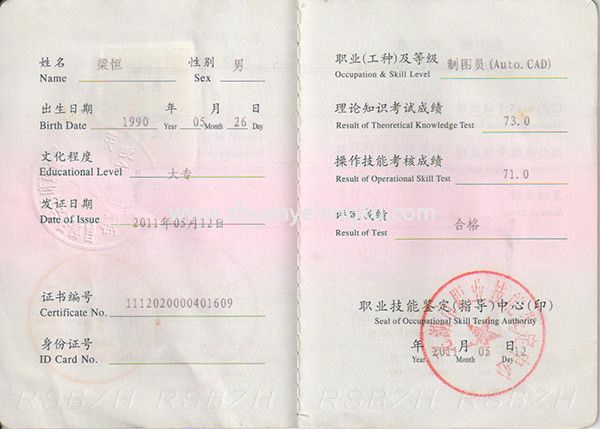 姓名 梁恒 性别 男
Name Sex
出生日期 年 月 日
Birth Date 1990 Year 05 Month 26 Day
文化程度
Educational Level 大专
发证日期
Date of Issue 2011年05月12日
证书编号
Certificate No. 1112020000401609
身份证号
ID Card No.
RSBZH RSBZH
职业(工种)及等级 制图员(Auto.CAD)
Occupation & Skill Level
理论知识考试成绩
Result of Theoretical Knowledge Test 73.0
操作技能考核成绩
Result of Operational Skill Test 71.0
成绩
Result of Test 合格
职业技能鉴定(指导)中心(印)
Seal of Occupational Skill Testing Authority
年 2011 月 05 日 12
Year Month Day
RSBZH RSBZH